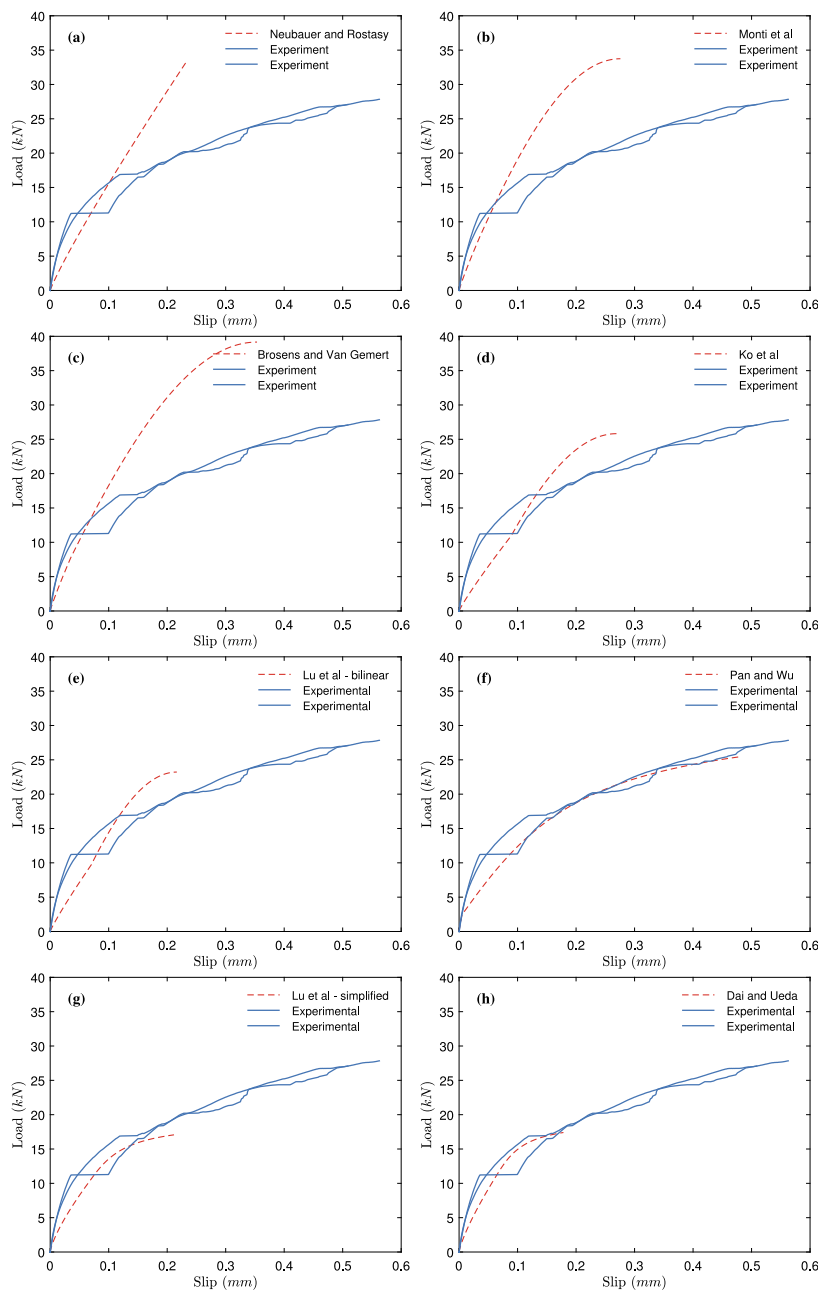 (a)
Neubauer and Rostasy
Experiment
Experiment
Load (kN)
40
35
30
25
20
15
10
5
0
0 0.1 0.2 0.3 0.4 0.5 0.6
Slip (mm)
(b)
Monti et al
Experiment
Experiment
Load (kN)
40
35
30
25
20
15
10
5
0
0 0.1 0.2 0.3 0.4 0.5 0.6
Slip (mm)
(c)
Brosens and Van Gemert
Experiment
Experiment
Load (kN)
40
35
30
25
20
15
10
5
0
0 0.1 0.2 0.3 0.4 0.5 0.6
Slip (mm)
(d)
Ko et al
Experiment
Experiment
Load (kN)
40
35
30
25
20
15
10
5
0
0 0.1 0.2 0.3 0.4 0.5 0.6
Slip (mm)
(e)
Lu et al - bilinear
Experimental
Experimental
Load (kN)
40
35
30
25
20
15
10
5
0
0 0.1 0.2 0.3 0.4 0.5 0.6
Slip (mm)
(f)
Pan and Wu
Experimental
Experimental
Load (kN)
40
35
30
25
20
15
10
5
0
0 0.1 0.2 0.3 0.4 0.5 0.6
Slip (mm)
(g)
Lu et al - simplified
Experimental
Experimental
Load (kN)
40
35
30
25
20
15
10
5
0
0 0.1 0.2 0.3 0.4 0.5 0.6
Slip (mm)
(h)
Dai and Ueda
Experimental
Experimental
Load (kN)
40
35
30
25
20
15
10
5
0
0 0.1 0.2 0.3 0.4 0.5 0.6
Slip (mm)